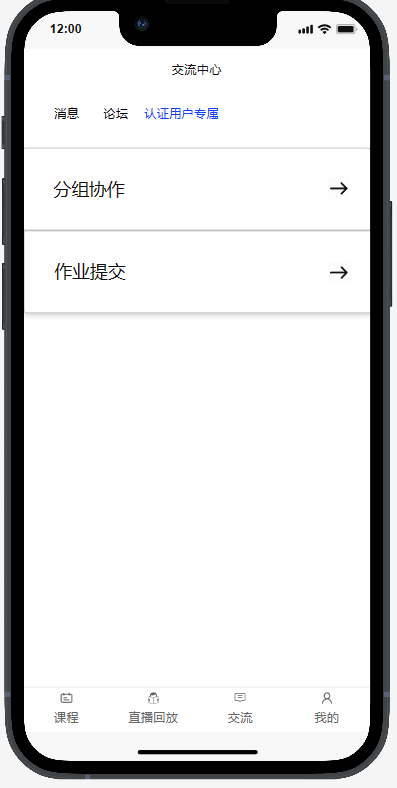 12:00
交流中心
消息 论坛 认证用户专属
分组协作
作业提交
课程 直播回放 交流 我的